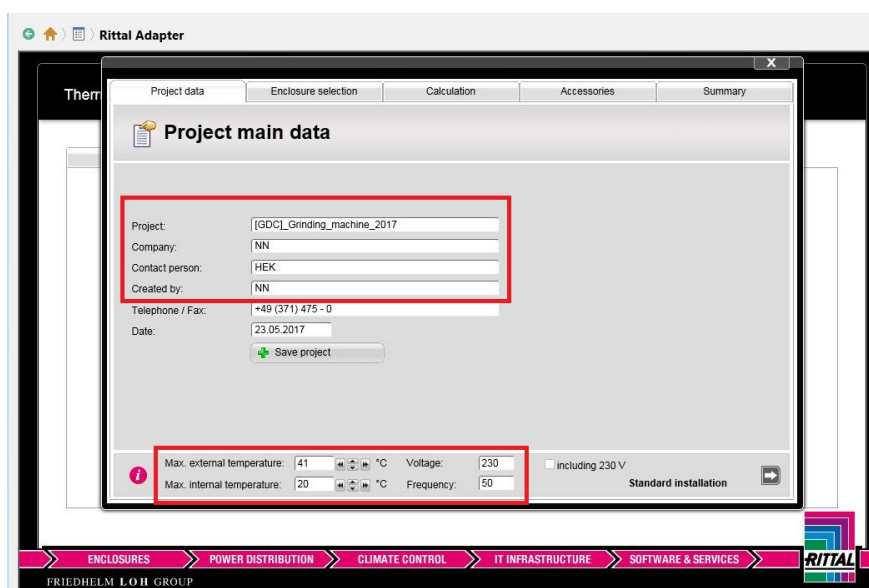 Rittal Adapter
X
Therm
Project data Enclosure selection Calculation Accessories Summary
Project main data
Project: [GDC]_Grinding_machine_2017
Company: NN
Contact person: HEK
Created by: NN
Telephone / Fax: +49 (371) 475 - 0
Date: 23.05.2017
Save project
Max. external temperature: 41 °C Voltage: 230 including 230 V
Max. internal temperature: 20 °C Frequency: 50 Standard installation
ENCLOSURES POWER DISTRIBUTION CLIMATE CONTROL IT INFRASTRUCTURE SOFTWARE & SERVICES
RITTAL
FRIEDHELM LOH GROUP